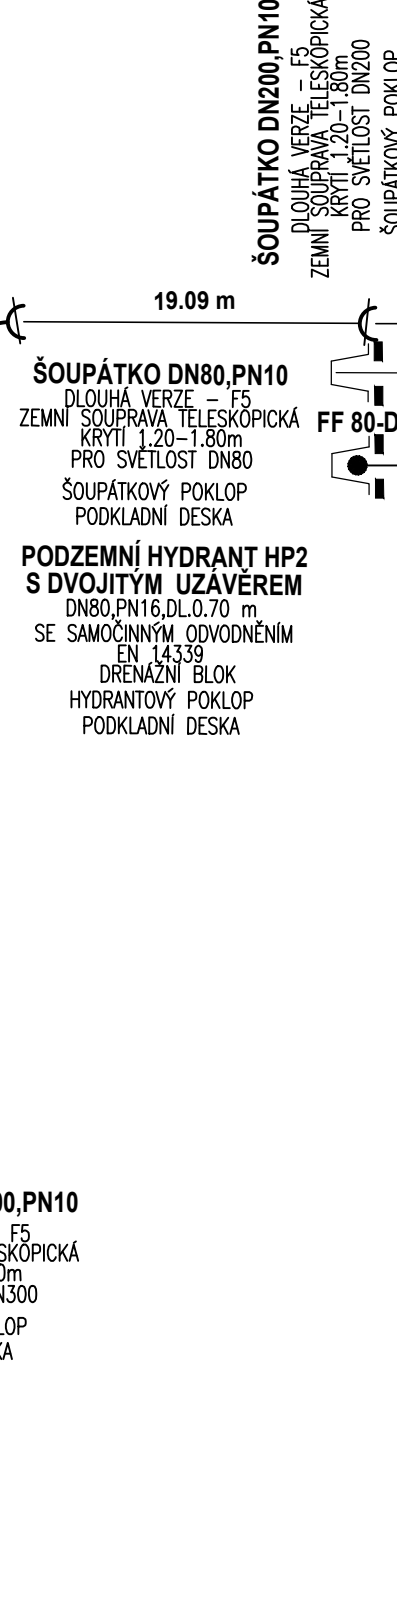 ŠOUPÁTKO DN200,PN10
DLOUHÁ VERZE – F5
ZEMNÍ SOUPRAVA TELESKOPICKÁ
KRYTÍ 1.20–1.80m
PRO SVĚTLOST DN200
ŠOUPÁTKOVÝ POKLOP
19.09 m
ŠOUPÁTKO DN80,PN10
DLOUHÁ VERZE – F5
ZEMNÍ SOUPRAVA TELESKOPICKÁ
KRYTÍ 1.20–1.80m
PRO SVĚTLOST DN80
ŠOUPÁTKOVÝ POKLOP
PODKLADNÍ DESKA
FF 80-D
PODZEMNÍ HYDRANT HP2
S DVOJITÝM UZÁVĚREM
DN80,PN16,DL.0.70 m
SE SAMOČINNÝM ODVODNĚNÍM
EN 14339
DRENÁŽNÍ BLOK
HYDRANTOVÝ POKLOP
PODKLADNÍ DESKA
00,PN10
F5
SKOPICKÁ
0m
N300
LOP
KA